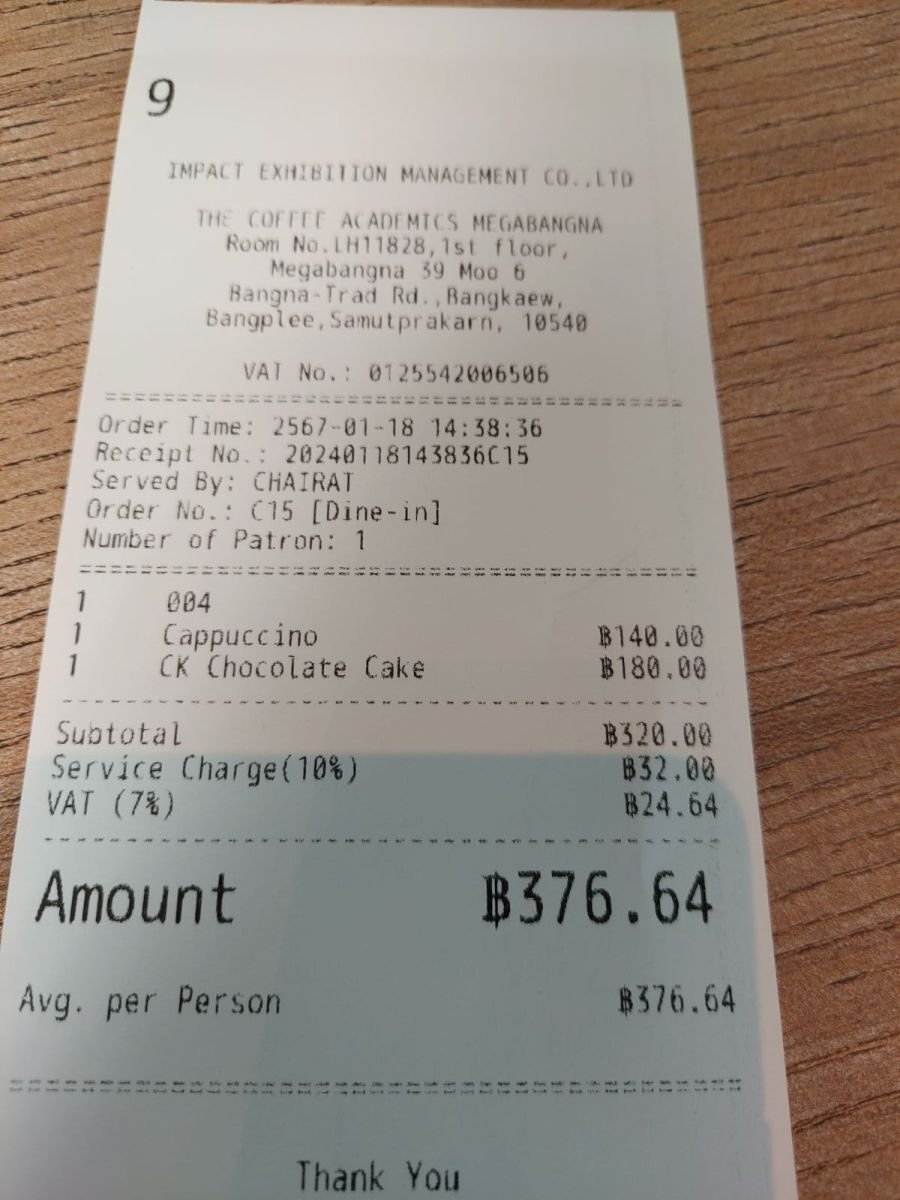 9
IMPACT EXHIBITION MANAGEMENT CO.,LTD
THE COFFEE ACADEMICS MEGABANGNA
Room No.LH11828,1st floor,
Megabangna 39 Moo 6
Bangna-Trad Rd.,Bangkaew,
Bangplee,Samutprakarn, 10540
VAT No.: 0125542006506
Order Time: 2567-01-18 14:38:36
Receipt No.: 20240118143836C15
Served By: CHAIRAT
Order No.: C15 [Dine-in]
Number of Patron: 1
1 004
1 Cappuccino ฿140.00
1 CK Chocolate Cake ฿180.00
Subtotal ฿320.00
Service Charge(10%) ฿32.00
VAT (7%) ฿24.64
Amount ฿376.64
Avg. per Person ฿376.64
Thank You